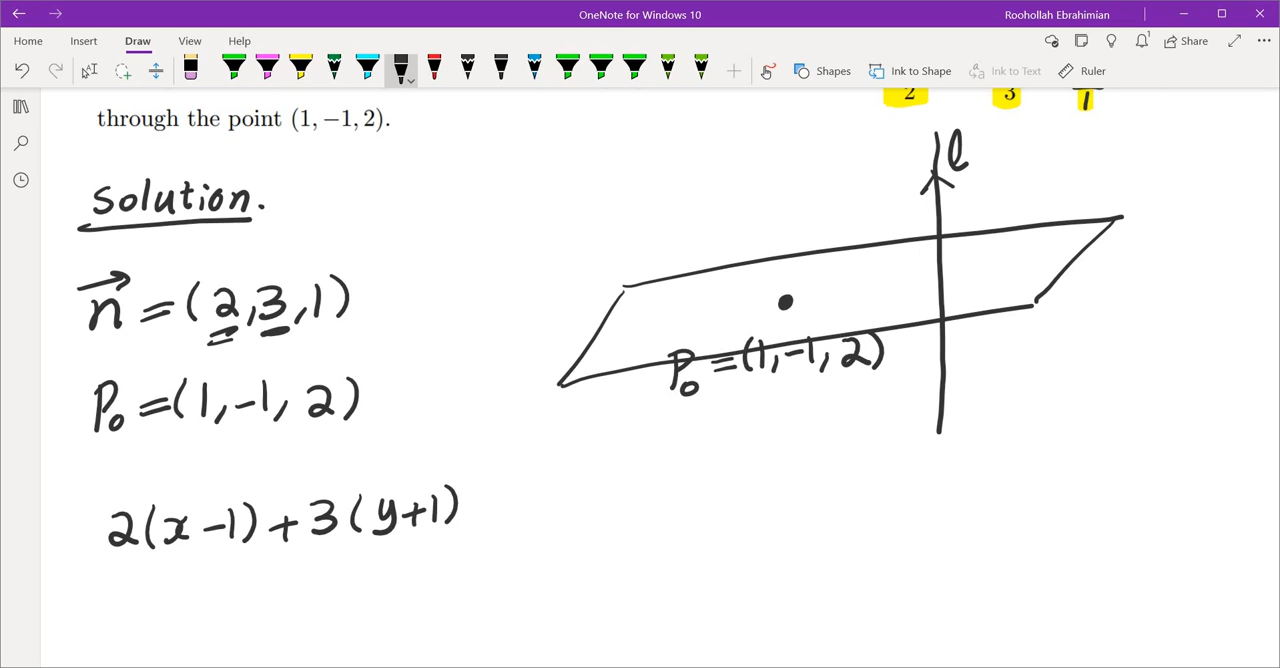 OneNote for Windows 10
Roohollah Ebrahimian
Home Insert Draw View Help
Share
Shapes Ink to Shape Ink to Text Ruler
through the point (1, −1, 2).
2 3 1
l
Solution.
n⃗ = (2, 3, 1)
P₀ = (1, -1, 2)
P₀ = (1, -1, 2)
2(x-1) + 3(y+1)